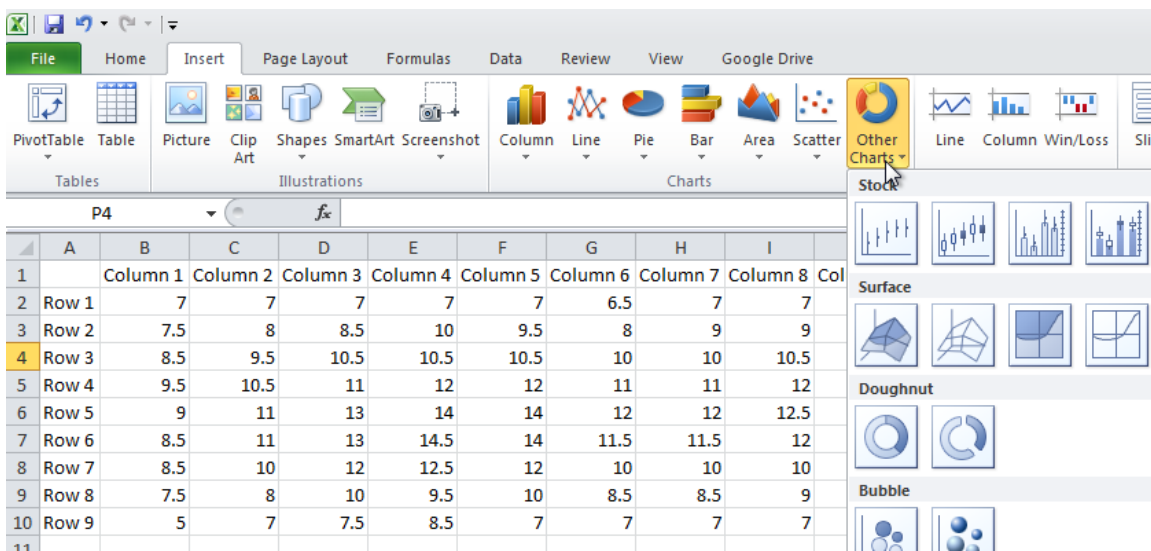 File Home Insert Page Layout Formulas Data Review View Google Drive
PivotTable Table Picture Clip Art Shapes SmartArt Screenshot Column Line Pie Bar Area Scatter Other Charts Line Column Win/Loss Sli
Tables Illustrations Charts
P4 fx
A B C D E F G H I
1 Column 1 Column 2 Column 3 Column 4 Column 5 Column 6 Column 7 Column 8 Col
2 Row 1 7 7 7 7 7 6.5 7 7
3 Row 2 7.5 8 8.5 10 9.5 8 9 9
4 Row 3 8.5 9.5 10.5 10.5 10.5 10 10 10.5
5 Row 4 9.5 10.5 11 12 12 11 11 12
6 Row 5 9 11 13 14 14 12 12 12.5
7 Row 6 8.5 11 13 14.5 14 11.5 11.5 12
8 Row 7 8.5 10 12 12.5 12 10 10 10
9 Row 8 7.5 8 10 9.5 10 8.5 8.5 9
10 Row 9 5 7 7.5 8.5 7 7 7 7
11
Stock
Surface
Doughnut
Bubble